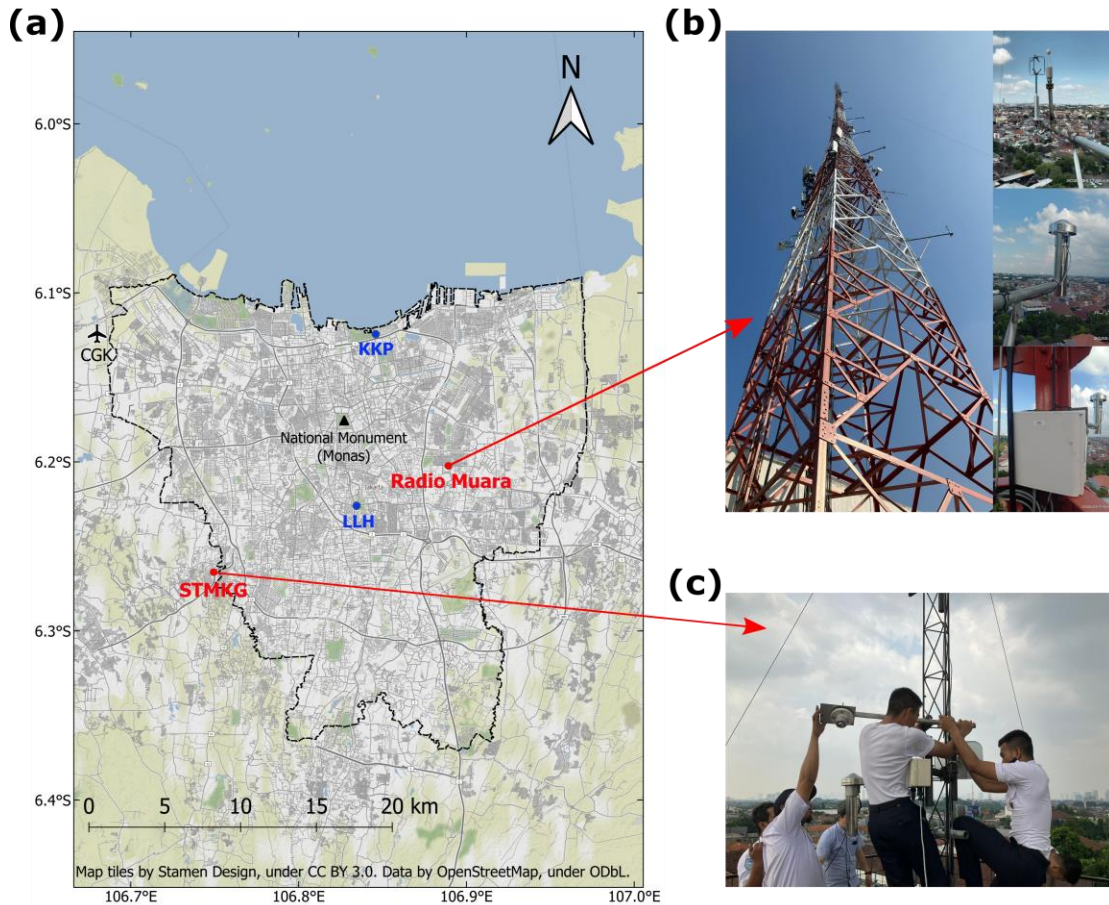 (a)
N
6.0°S
6.1°S
CGK
KKP
National Monument
(Monas)
6.2°S
Radio Muara
LLH
STMKG
6.3°S
6.4°S
0 5 10 15 20 km
Map tiles by Stamen Design, under CC BY 3.0. Data by OpenStreetMap, under ODbL.
106.7°E 106.8°E 106.9°E 107.0°E
(b)
(c)